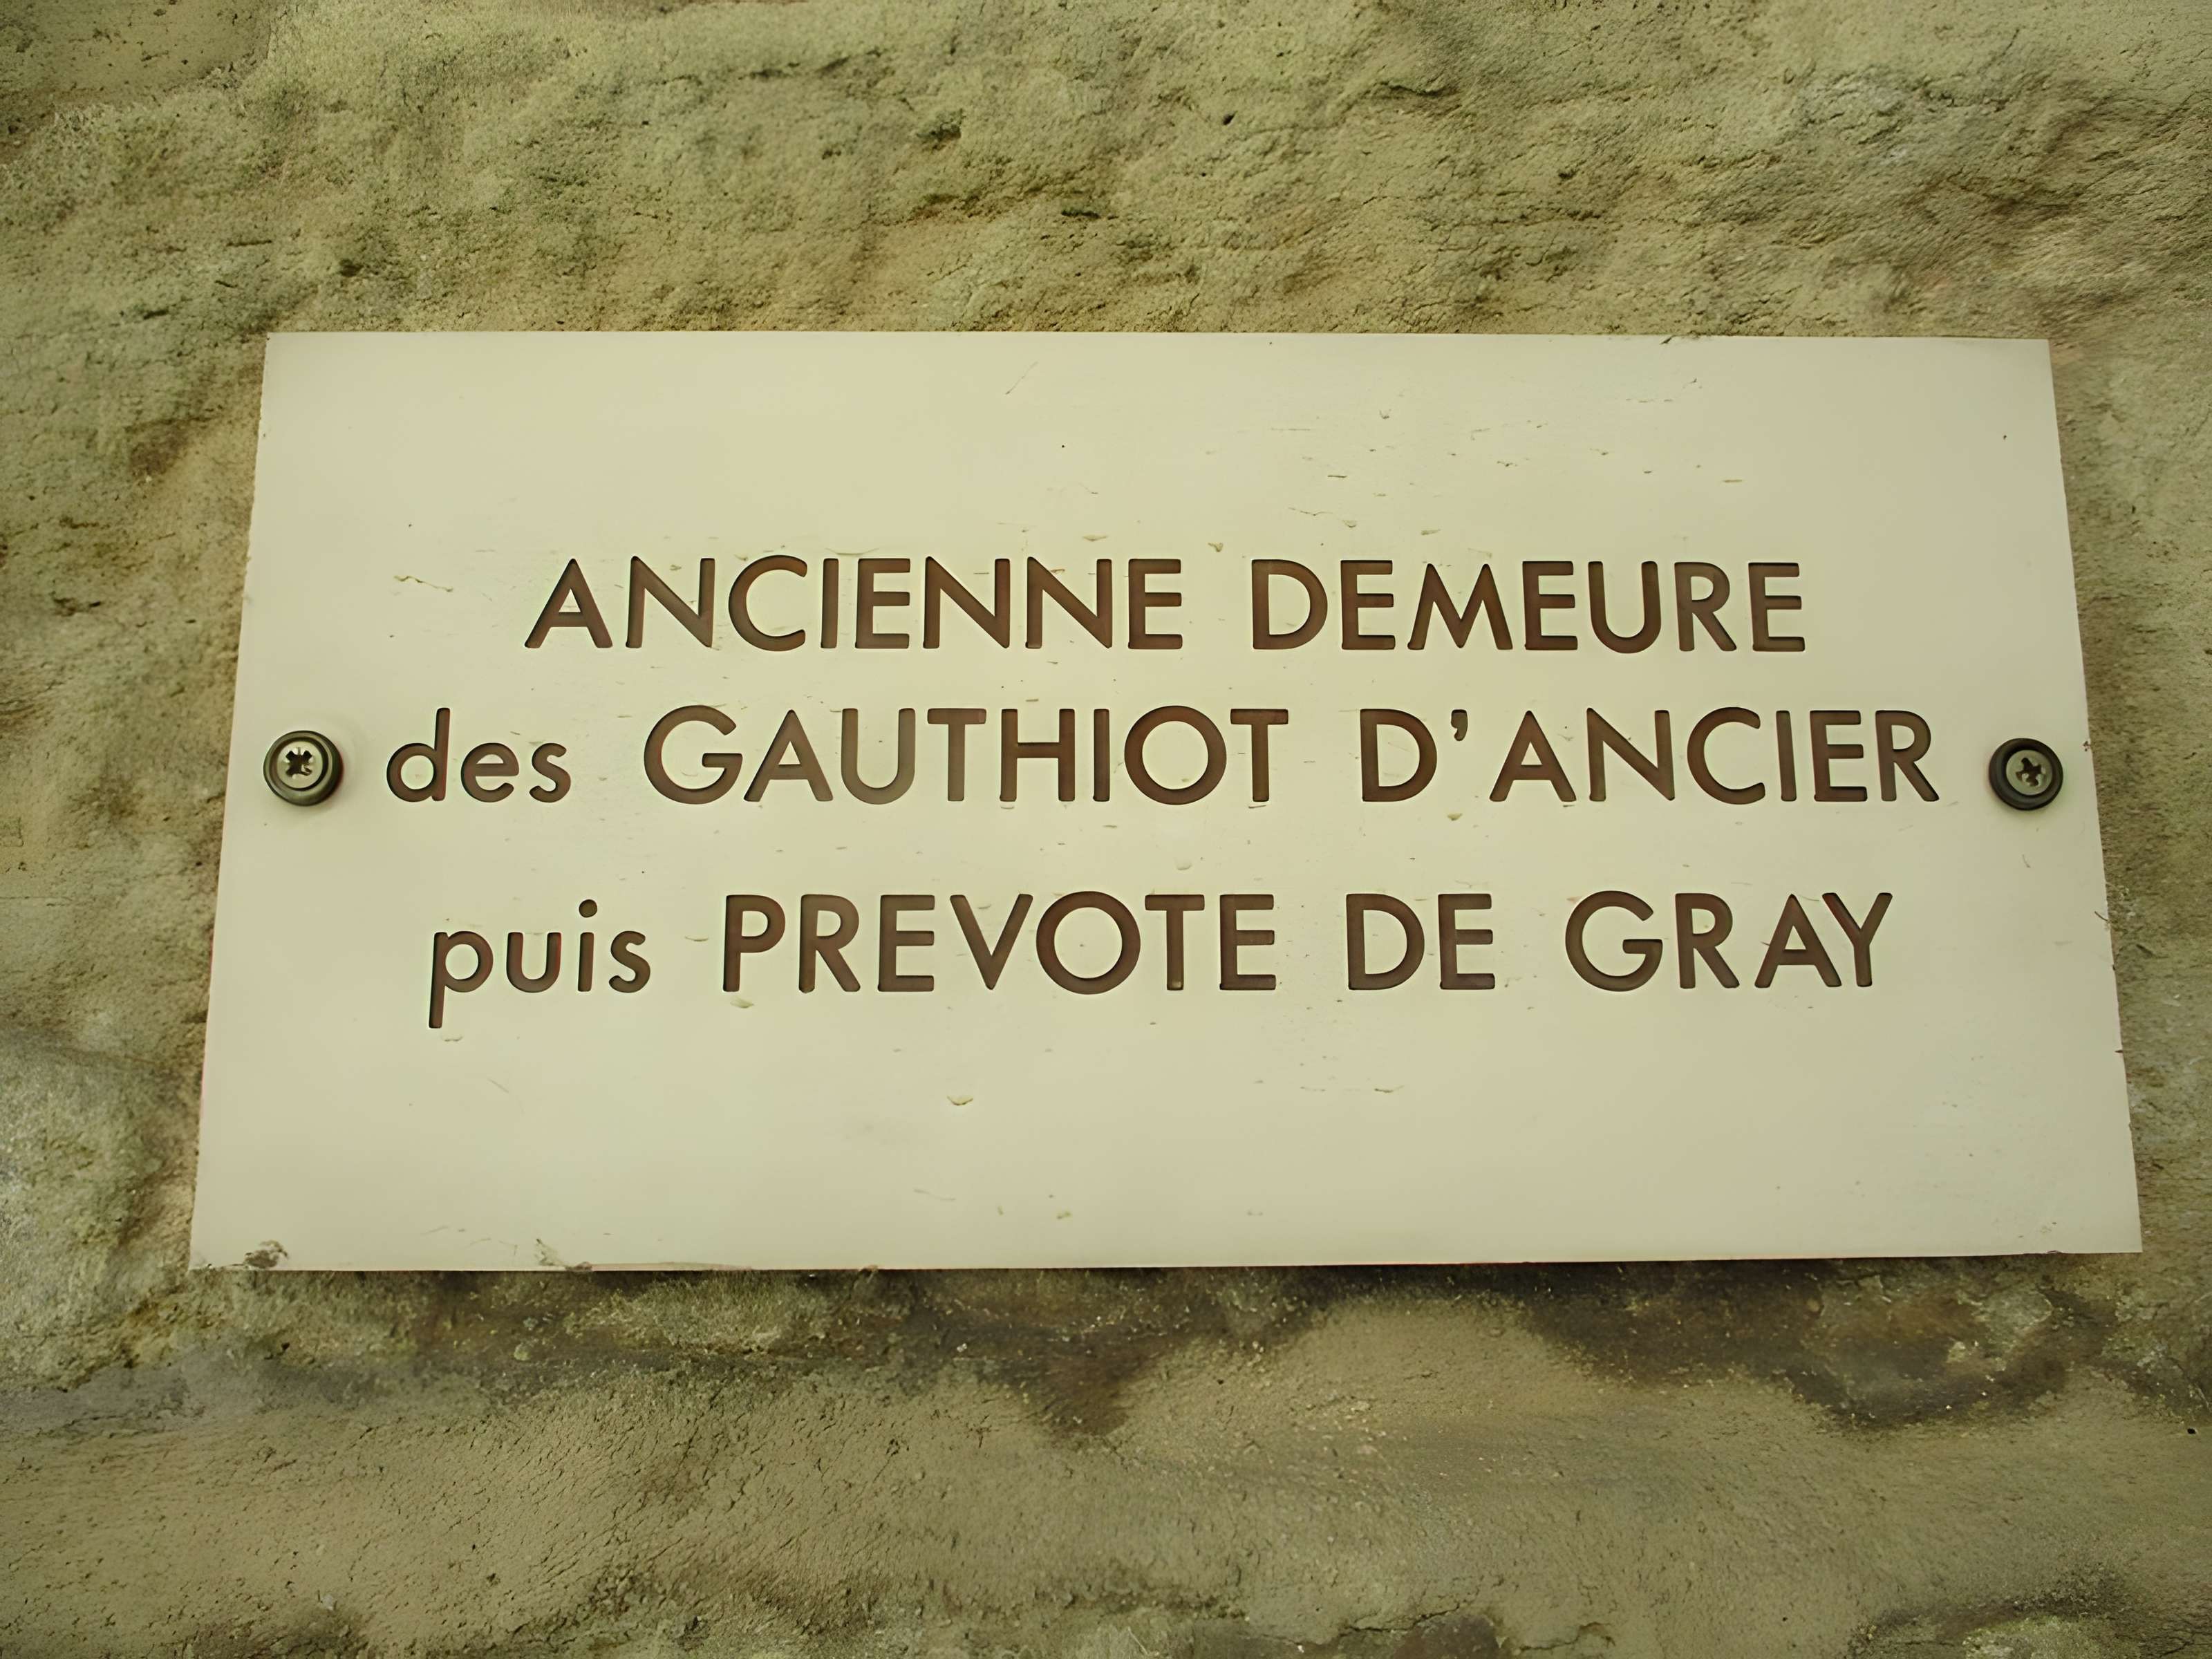 ANCIENNE DEMEURE
des GAUTHIOT D'ANCIER
puis PREVOTE DE GRAY